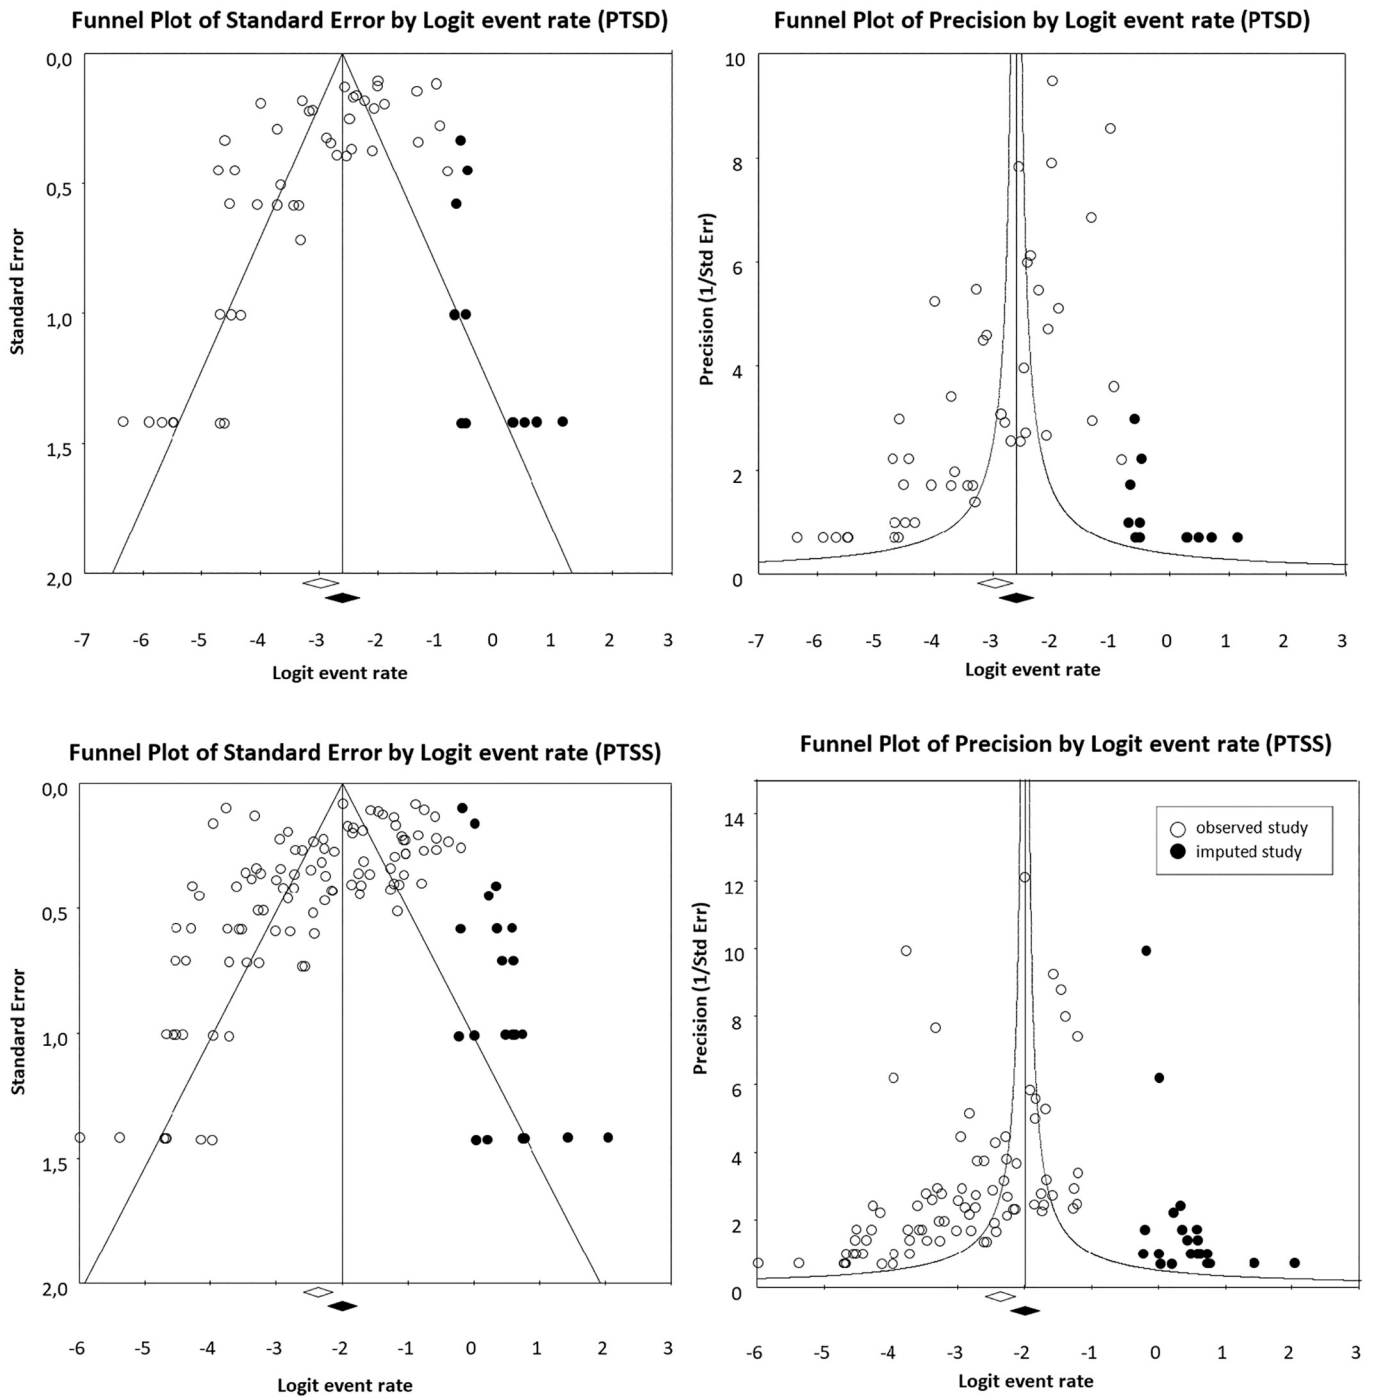 Funnel Plot of Standard Error by Logit event rate (PTSD)
0,0
0,5
1,0
1,5
2,0
Standard Error
-7 -6 -5 -4 -3 -2 -1 0 1 2 3
Logit event rate
Funnel Plot of Precision by Logit event rate (PTSD)
10
8
6
4
2
0
Precision (1/Std Err)
-7 -6 -5 -4 -3 -2 -1 0 1 2 3
Logit event rate
Funnel Plot of Standard Error by Logit event rate (PTSS)
0,0
0,5
1,0
1,5
2,0
Standard Error
-6 -5 -4 -3 -2 -1 0 1 2 3
Logit event rate
Funnel Plot of Precision by Logit event rate (PTSS)
14
12
10
8
6
4
2
0
Precision (1/Std Err)
observed study
imputed study
-6 -5 -4 -3 -2 -1 0 1 2 3
Logit event rate